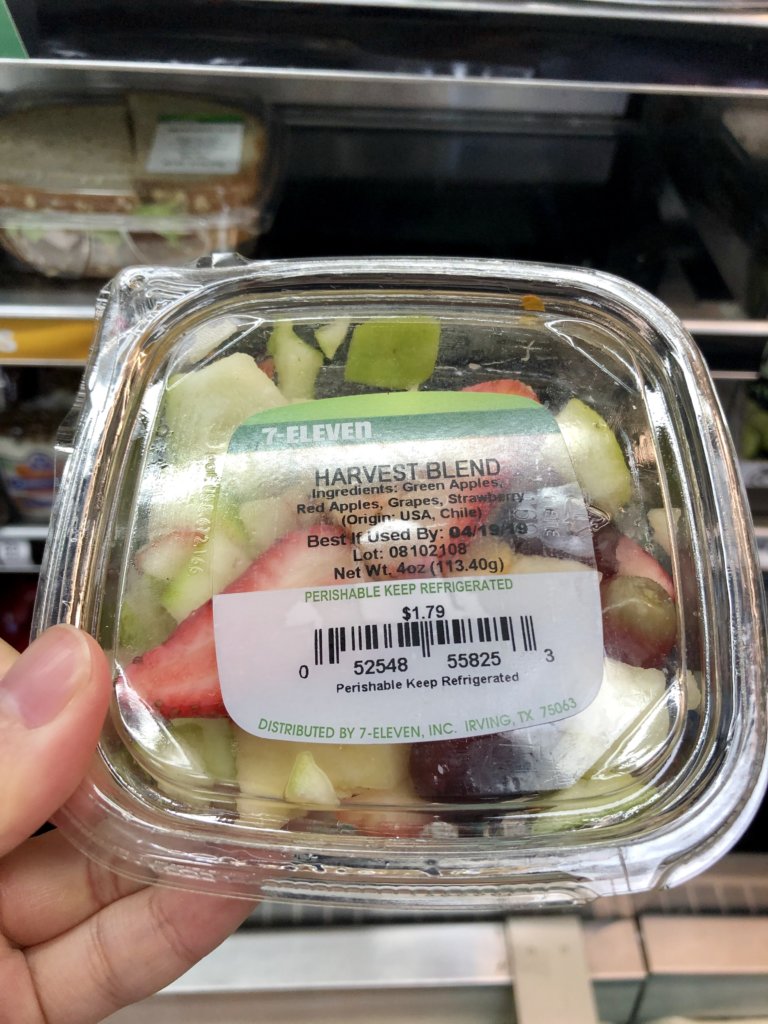 7-ELEVEn
HARVEST BLEND
Ingredients: Green Apples,
Red Apples, Grapes, Strawberry
(Origin: USA, Chile)
Best If Used By: 04/19/19
Lot: 08102108
Net Wt. 4oz (113.40g)
PERISHABLE KEEP REFRIGERATED
$1.79
0 52548 55825 3
Perishable Keep Refrigerated
DISTRIBUTED BY 7-ELEVEN, INC. IRVING, TX 75063